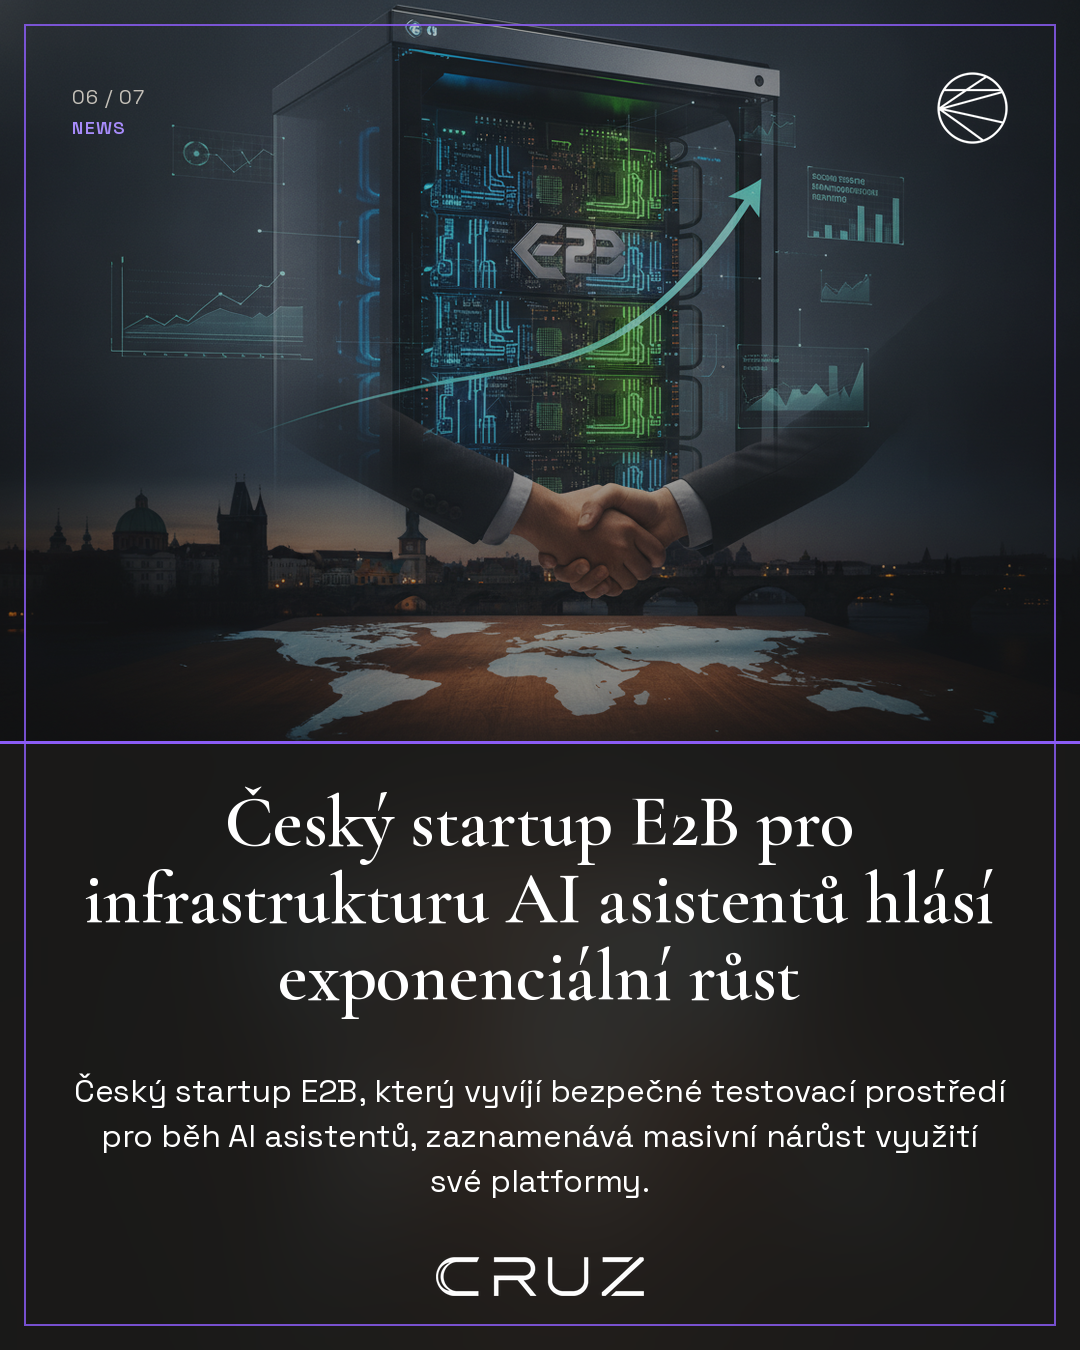 06 / 07
NEWS
E2B
Český startup E2B pro
infrastrukturu AI asistentů hlásí
exponenciální růst
Český startup E2B, který vyvíjí bezpečné testovací prostředí
pro běh AI asistentů, zaznamenává masivní nárůst využití
své platformy.
CRUZ